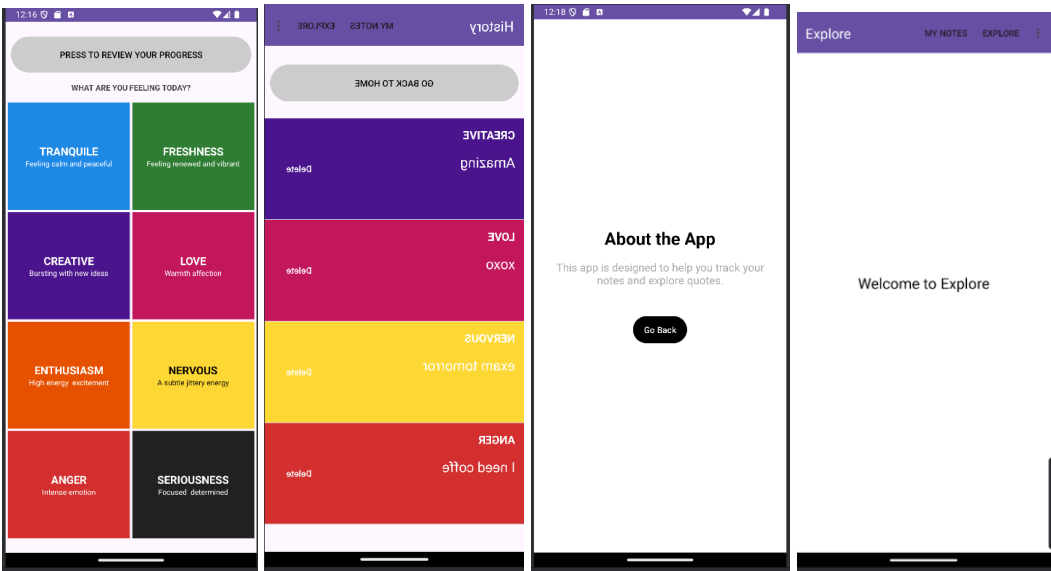 12:16
PRESS TO REVIEW YOUR PROGRESS
WHAT ARE YOU FEELING TODAY?
TRANQUILE
Feeling calm and peaceful
FRESHNESS
Feeling renewed and vibrant
CREATIVE
Bursting with new ideas
LOVE
Warmth affection
ENTHUSIASM
High energy excitement
NERVOUS
A subtle jittery energy
ANGER
Intense emotion
SERIOUSNESS
Focused determined
History
MY NOTES
EXPLORE
GO BACK TO HOME
CREATIVE
Amazing
Delete
LOVE
xoxo
Delete
NERVOUS
exam tomorror
Delete
ANGER
I need coffe
Delete
12:18
About the App
This app is designed to help you track your
notes and explore quotes.
Go Back
Explore
MY NOTES
EXPLORE
Welcome to Explore